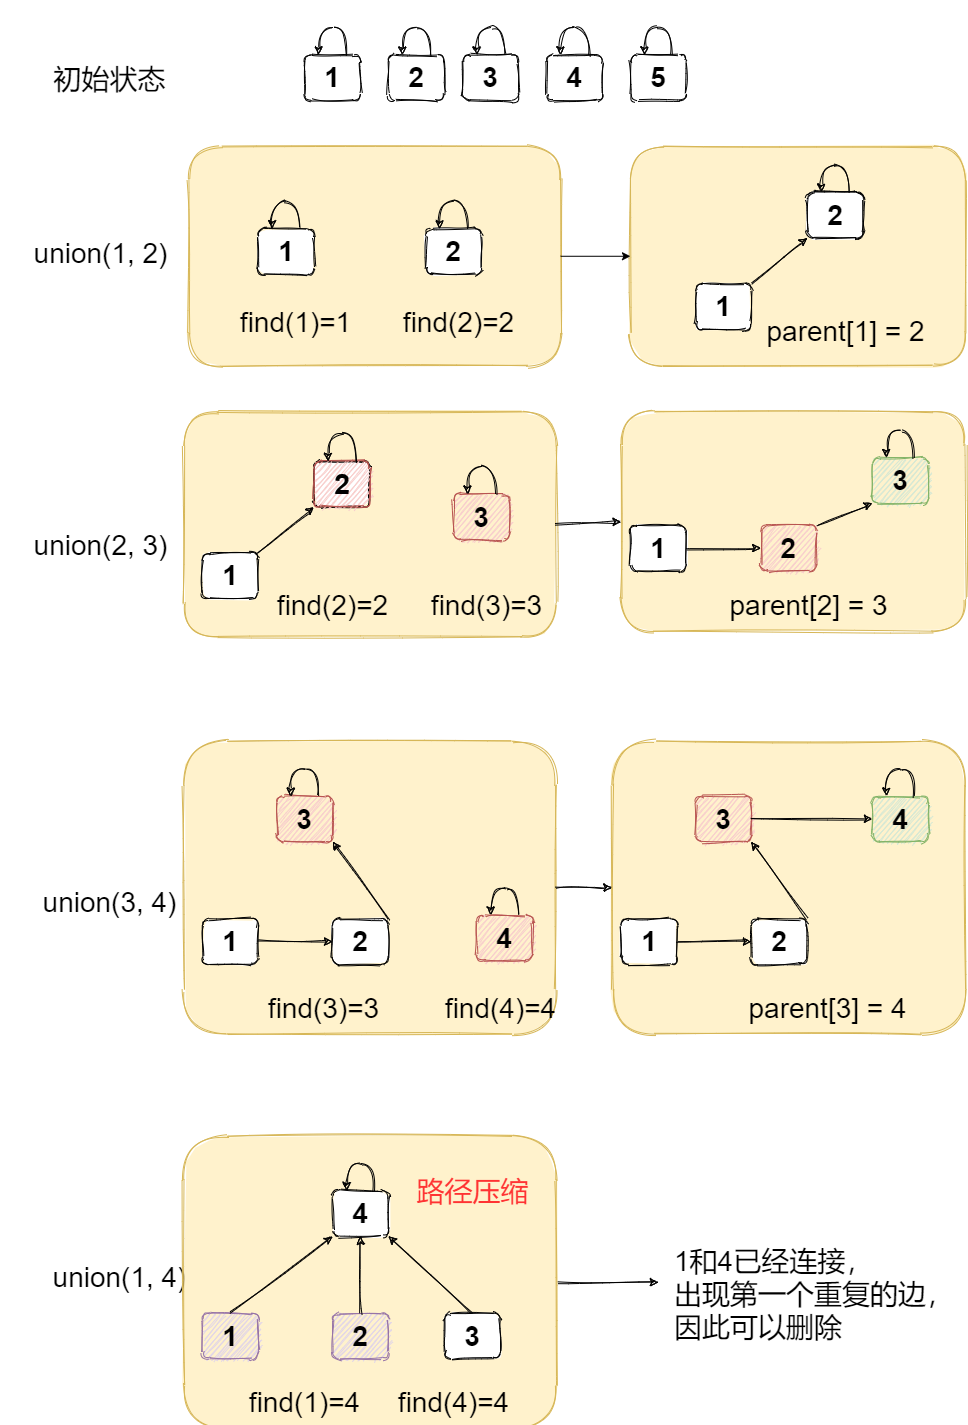 初始状态
1 2 3 4 5
union(1, 2)
1 2
find(1)=1 find(2)=2
2
1
parent[1] = 2
union(2, 3)
2
3
1
find(2)=2 find(3)=3
3
1 2
parent[2] = 3
union(3, 4)
3
1 2 4
find(3)=3 find(4)=4
3 4
1 2
parent[3] = 4
union(1, 4)
路径压缩
4
1 2 3
find(1)=4 find(4)=4
1和4已经连接，
出现第一个重复的边，
因此可以删除